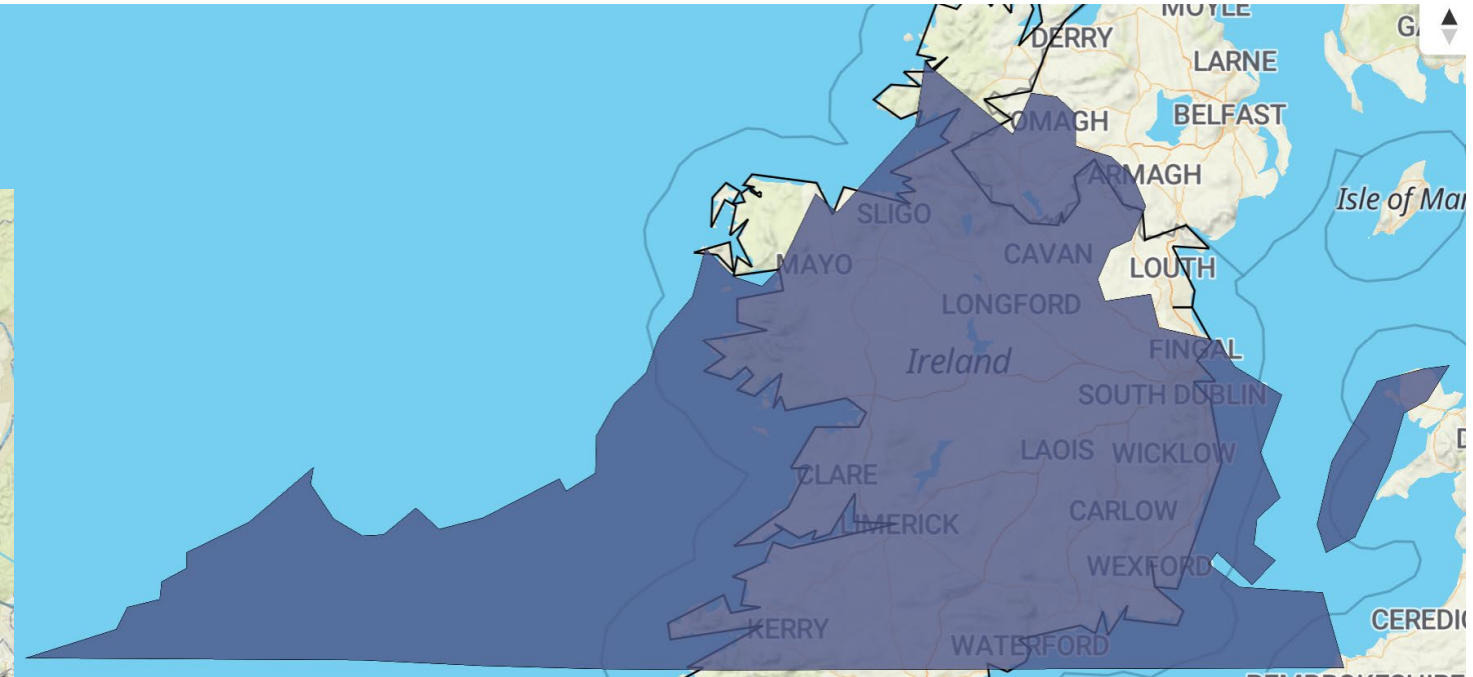 MOYLE
DERRY
LARNE
BELFAST
OMAGH
ARMAGH
Isle of Mar
SLIGO
CAVAN
MAYO
LOUTH
LONGFORD
FINGAL
Ireland
SOUTH DUBLIN
LAOIS
WICKLOW
CLARE
CARLOW
LIMERICK
WEXFORD
KERRY
WATERFORD
CEREDIG